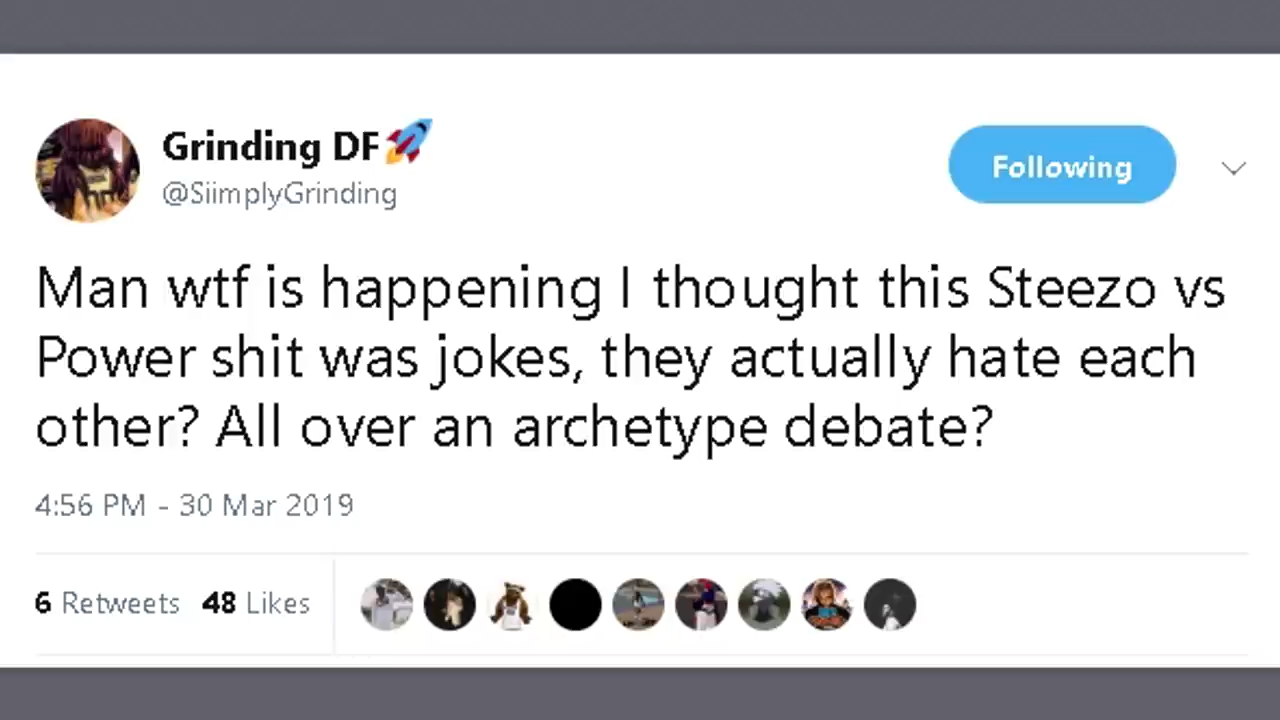 Grinding DF🚀
@SiimplyGrinding
Following
Man wtf is happening I thought this Steezo vs
Power shit was jokes, they actually hate each
other? All over an archetype debate?
4:56 PM - 30 Mar 2019
6 Retweets 48 Likes